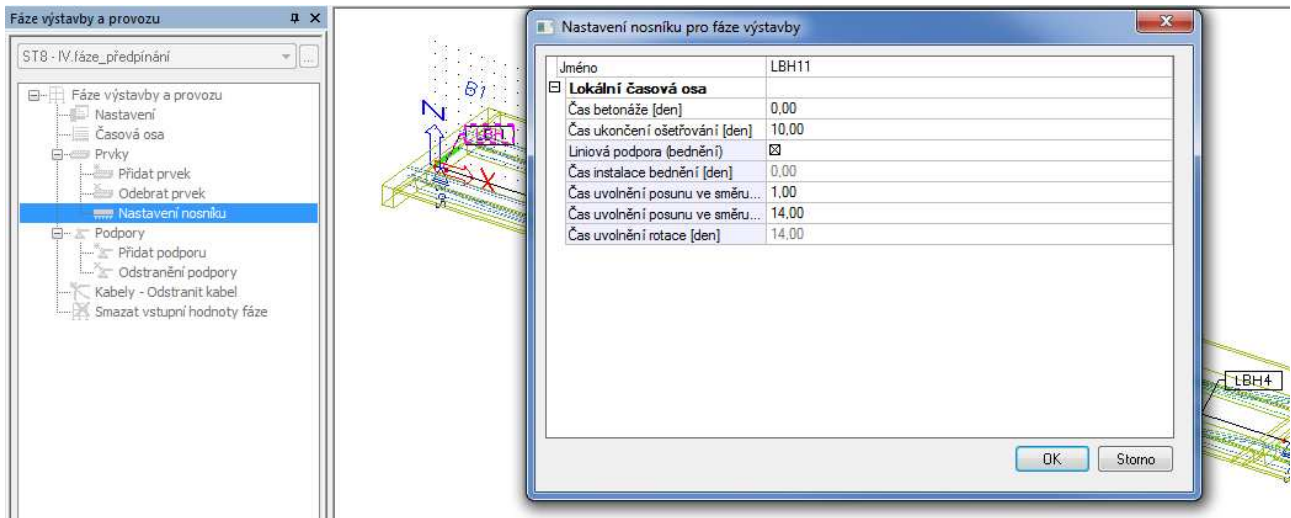 Fáze výstavby a provozu
ST8 - IV.fáze_předpínání
...
Fáze výstavby a provozu
Nastavení
Časová osa
Prvky
Přidat prvek
Odebrat prvek
Nastavení nosníku
Podpory
Přidat podporu
Odstranění podpory
Kabely - Odstranit kabel
Smazat vstupní hodnoty fáze
B1
Z
LBH
X
LBH4
Nastavení nosníku pro fáze výstavby
Jméno LBH11
Lokální časová osa
Čas betonáže [den] 0,00
Čas ukončení ošetřování [den] 10,00
Liniová podpora (bednění)
Čas instalace bednění [den] 0,00
Čas uvolnění posunu ve směru... 1,00
Čas uvolnění posunu ve směru... 14,00
Čas uvolnění rotace [den] 14,00
OK Storno